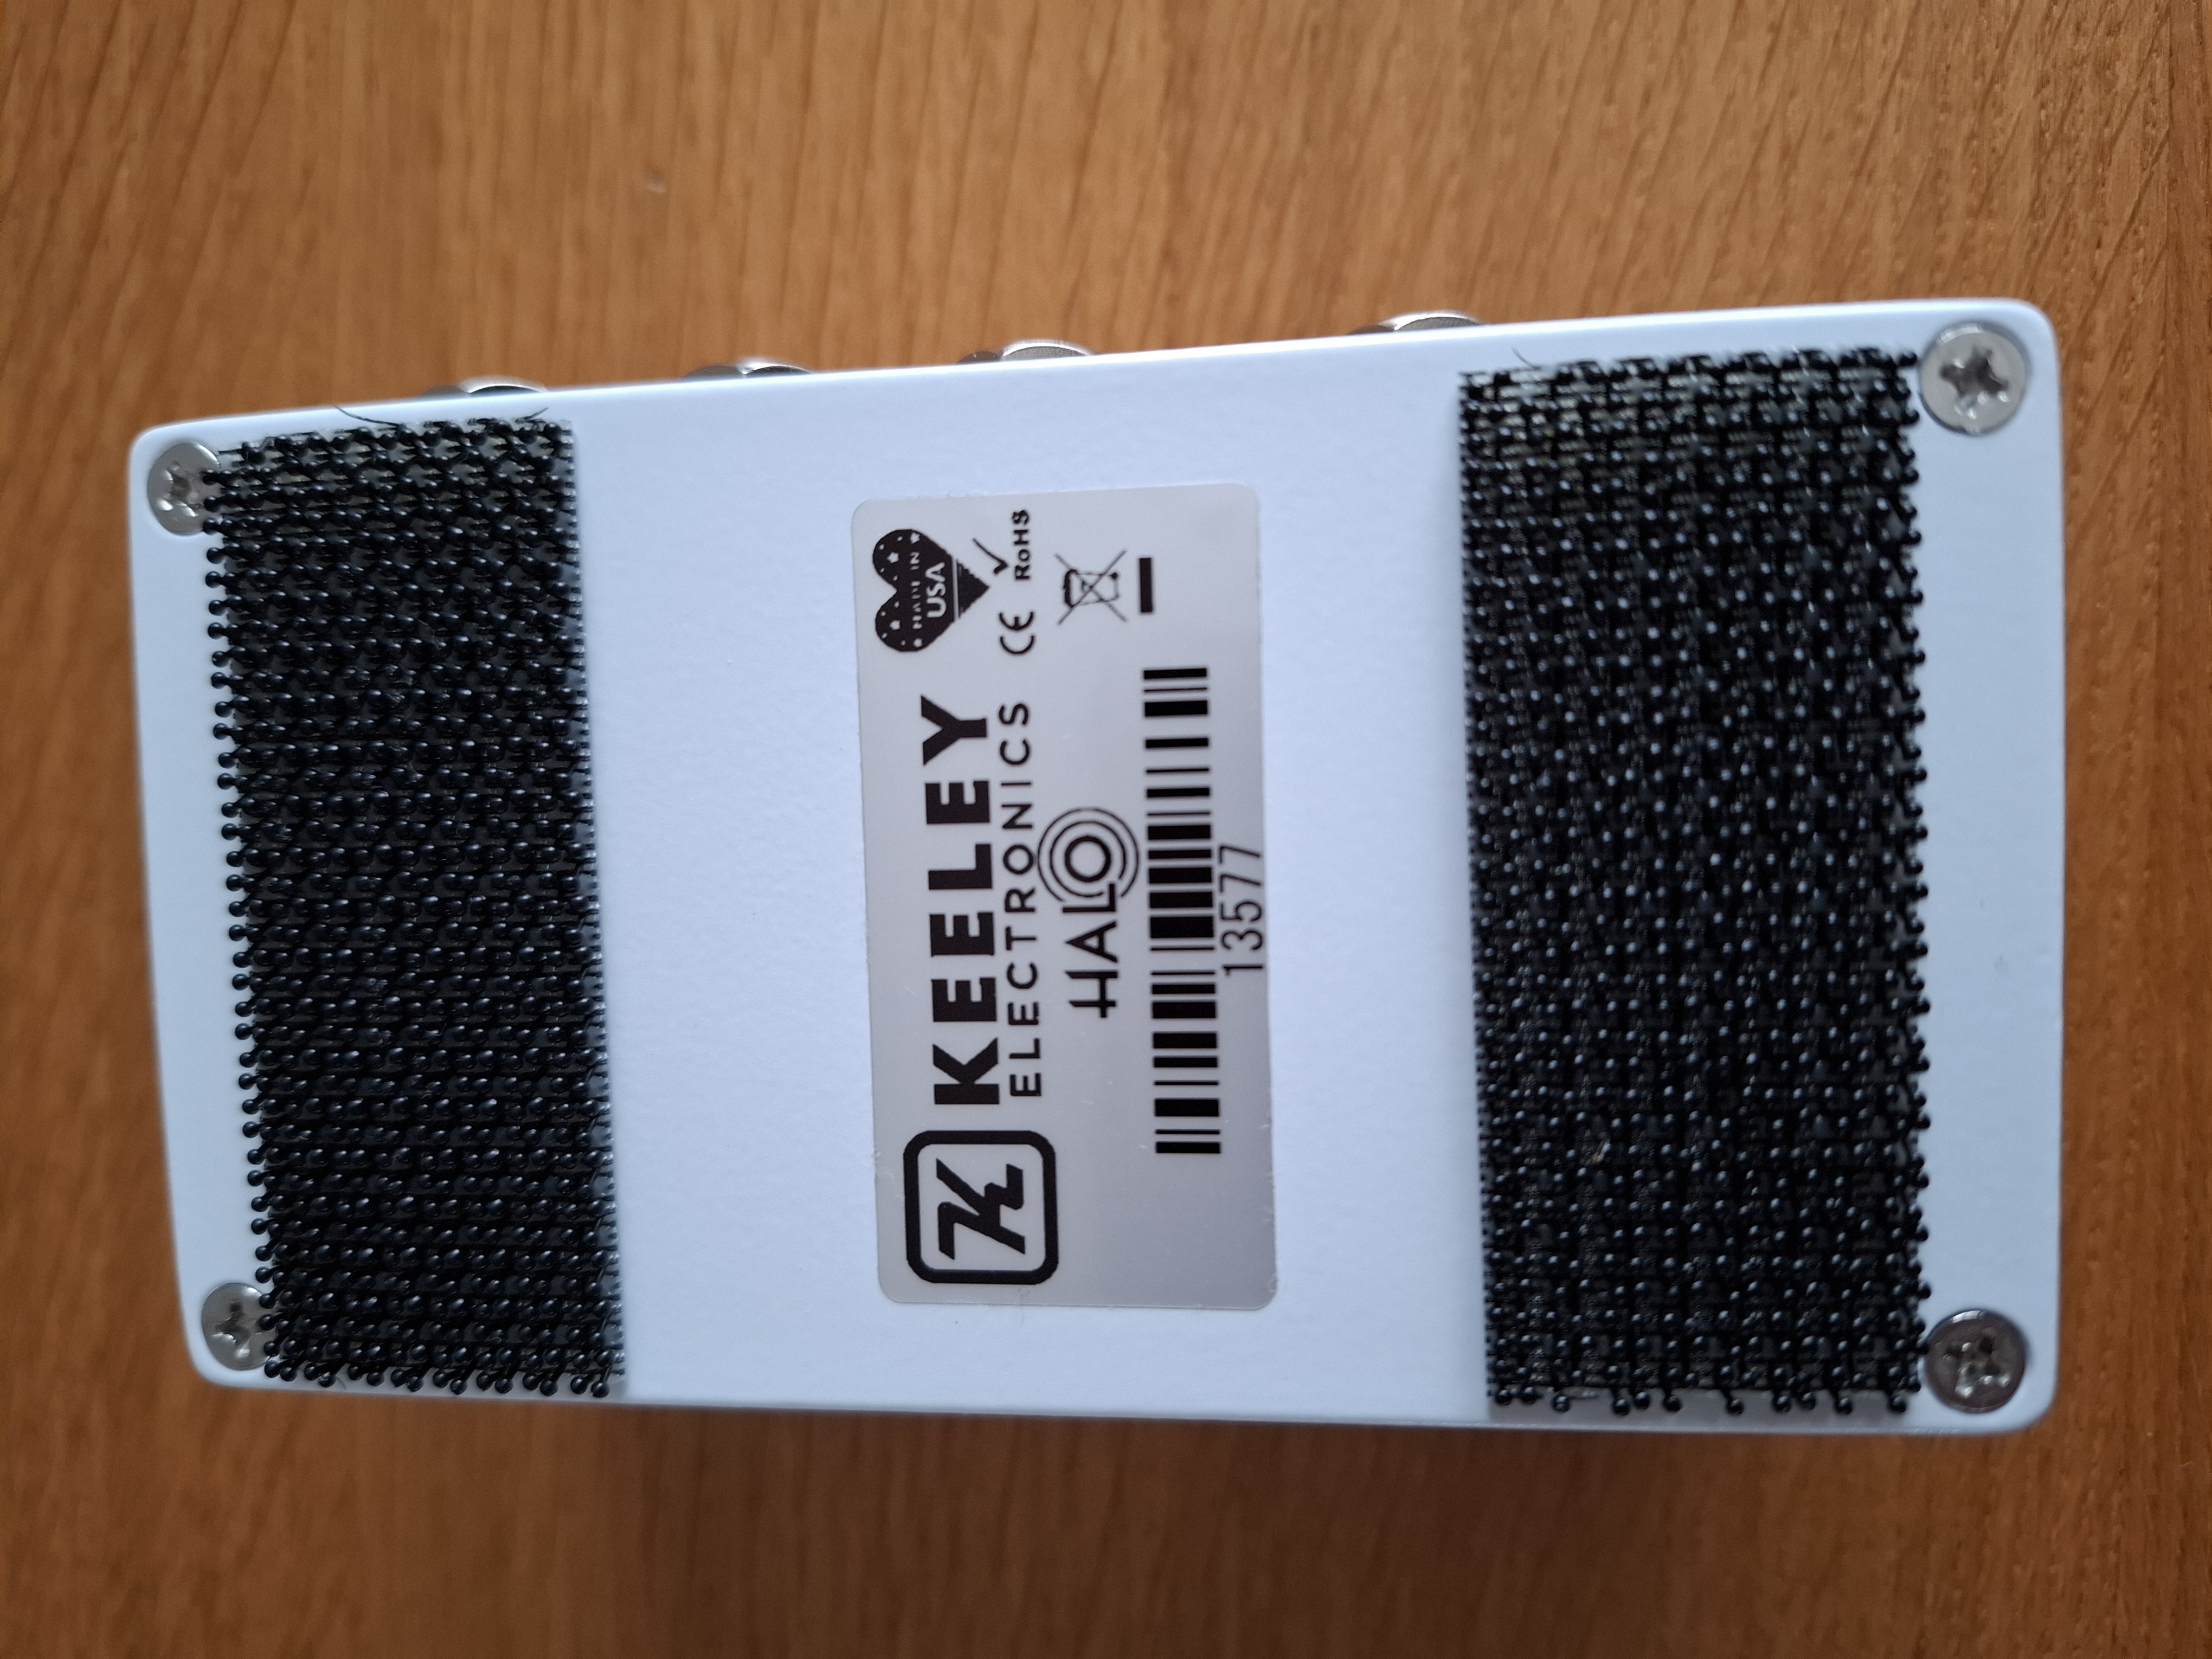 KEELEY
ELECTRONICS
HALO
13577
MADE IN
USA
CE RoHS